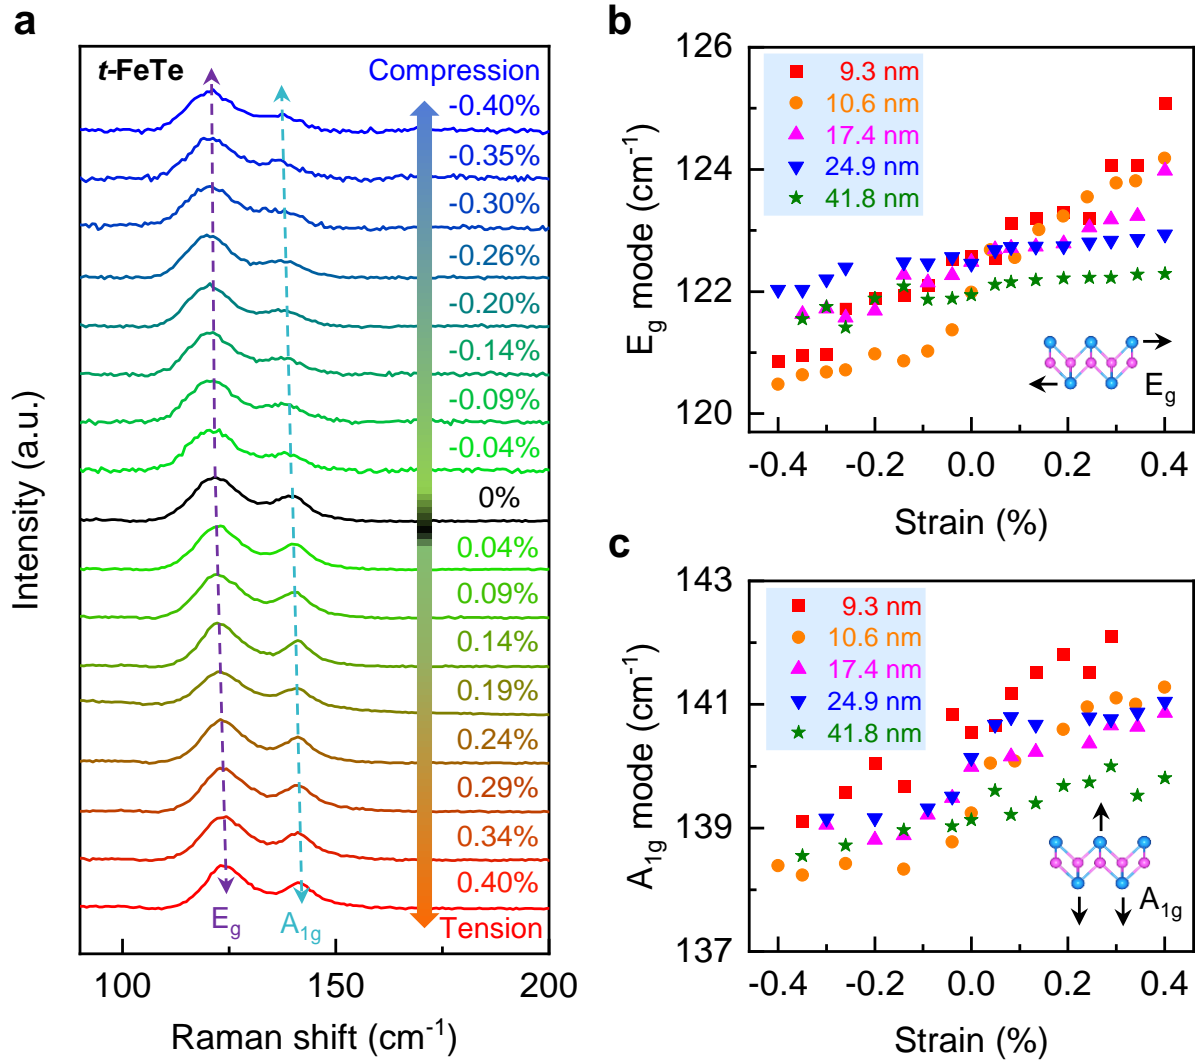 a
t-FeTe
Compression
-0.40%
-0.35%
-0.30%
-0.26%
-0.20%
-0.14%
-0.09%
-0.04%
0%
0.04%
0.09%
0.14%
0.19%
0.24%
0.29%
0.34%
0.40%
Eg
A1g
Tension
Intensity (a.u.)
100
150
200
Raman shift (cm-1)
b
126
124
122
120
Eg mode (cm-1)
9.3 nm
10.6 nm
17.4 nm
24.9 nm
41.8 nm
Eg
-0.4
-0.2
0.0
0.2
0.4
Strain (%)
c
143
141
139
137
A1g mode (cm-1)
9.3 nm
10.6 nm
17.4 nm
24.9 nm
41.8 nm
A1g
-0.4
-0.2
0.0
0.2
0.4
Strain (%)